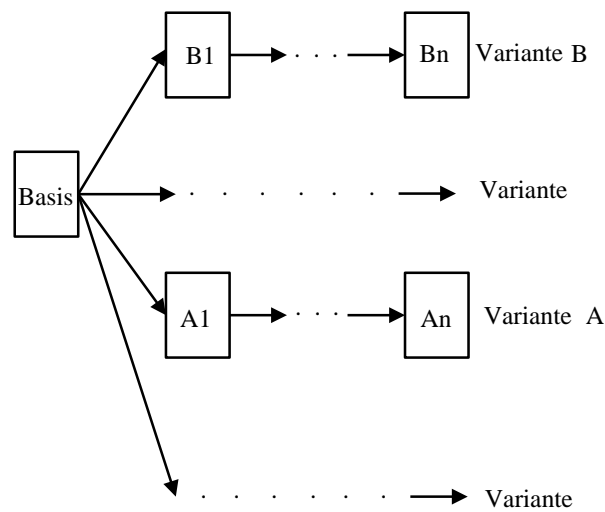 B1 . . . Bn Variante B
Basis . . . . . . Variante
A1 . . . An Variante A
. . . . . . Variante